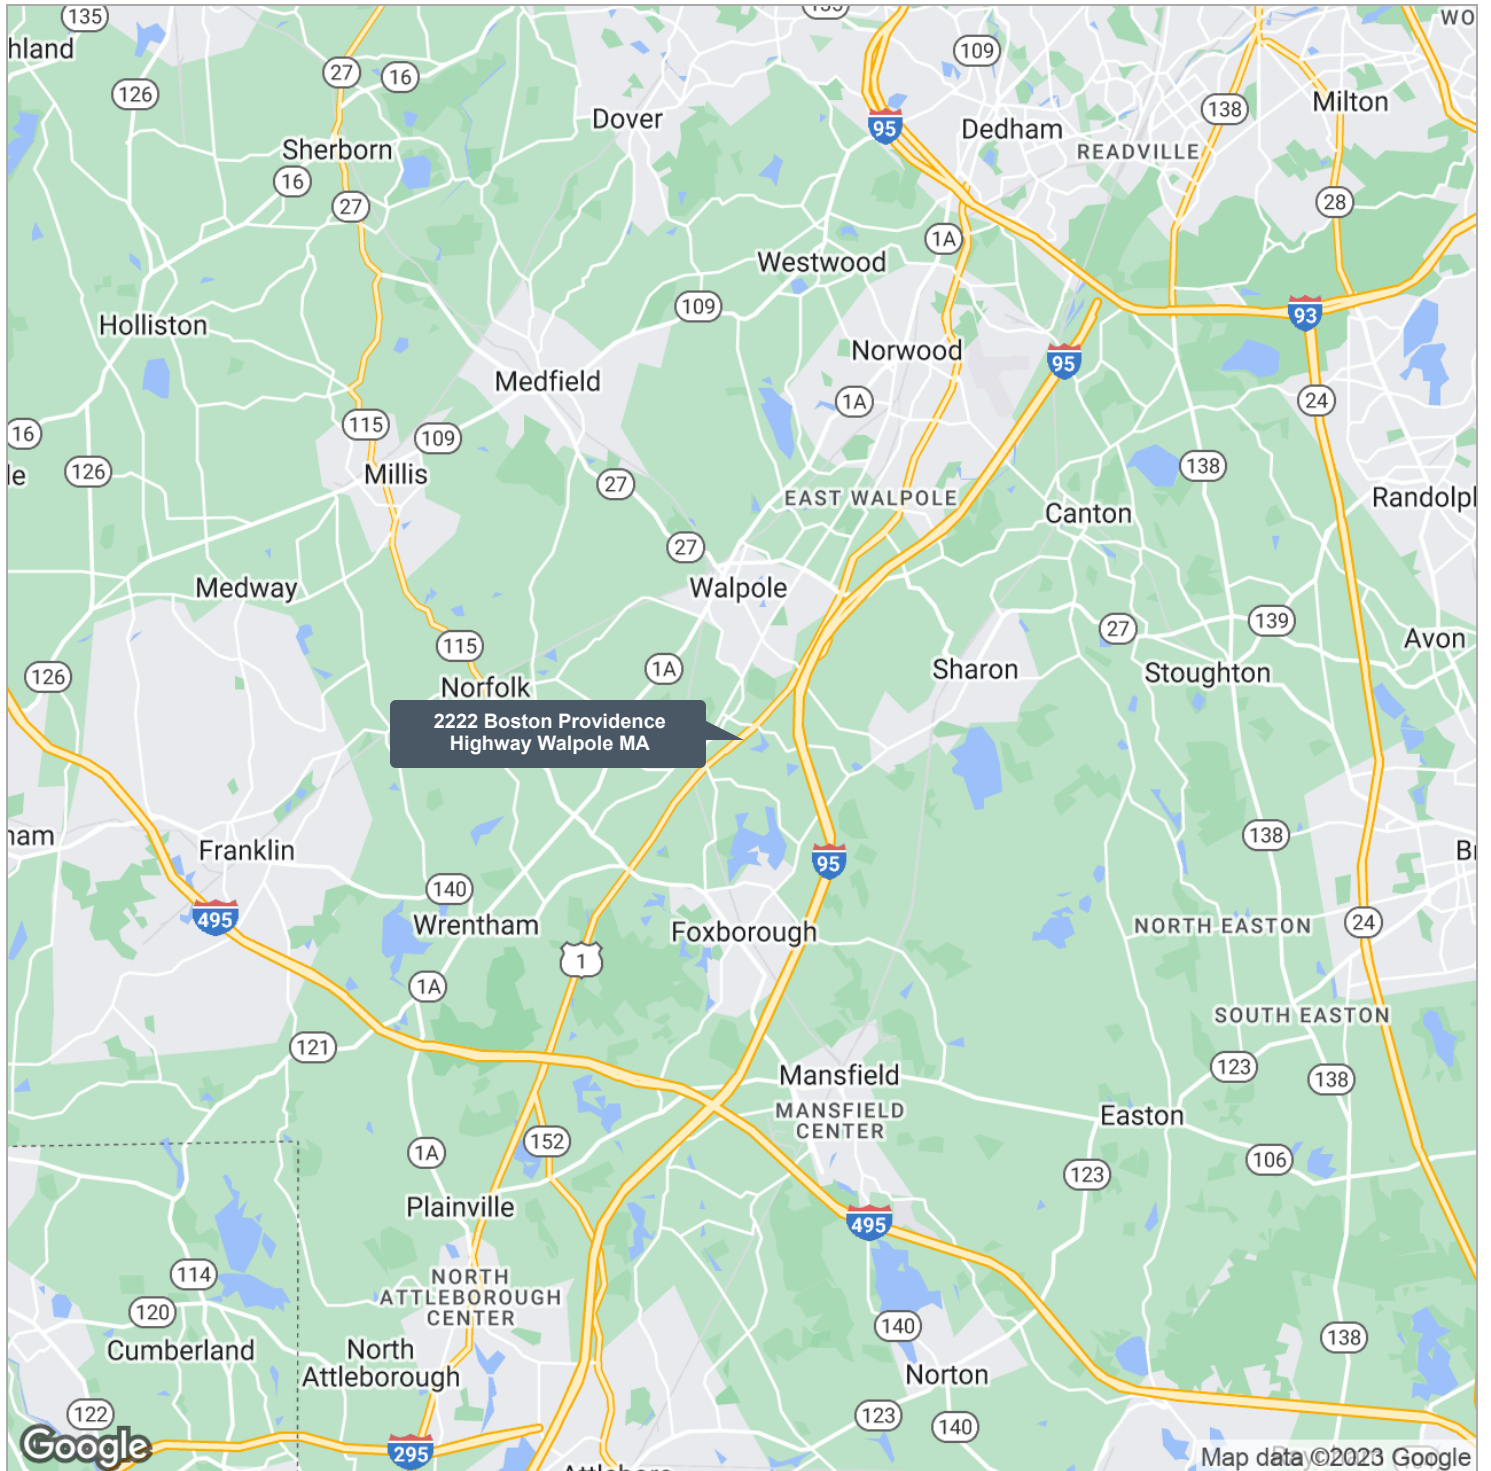 135
135
WO
hland
109
27
16
126
Dover
138
Milton
95
Dedham
READVILLE
Sherborn
16
27
28
1A
Westwood
109
93
Holliston
Norwood
95
Medfield
1A
24
115
109
16
126
Millis
138
le
27
EAST WALPOLE
Randolph
Canton
27
Medway
Walpole
139
27
115
Avon
1A
Sharon
Stoughton
126
Norfolk
2222 Boston Providence
Highway Walpole MA
138
ham
Franklin
95
140
495
Wrentham
Foxborough
NORTH EASTON
24
1
1A
SOUTH EASTON
121
123
138
Mansfield
MANSFIELD
CENTER
Easton
152
1A
106
123
Plainville
495
114
NORTH
ATTLEBOROUGH
CENTER
120
140
138
Cumberland
North
Attleborough
Norton
122
123
140
Google
295
Map data ©2023 Google